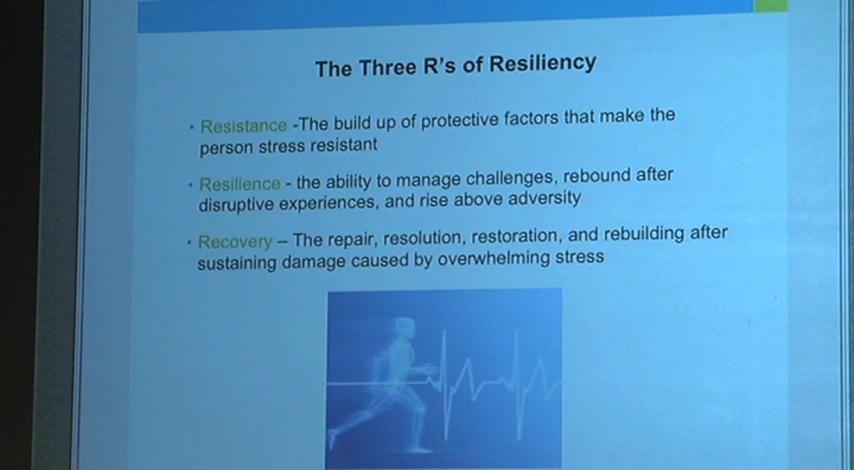 The Three R's of Resiliency
• Resistance -The build up of protective factors that make the
person stress resistant
• Resilience - the ability to manage challenges, rebound after
disruptive experiences, and rise above adversity
• Recovery – The repair, resolution, restoration, and rebuilding after
sustaining damage caused by overwhelming stress